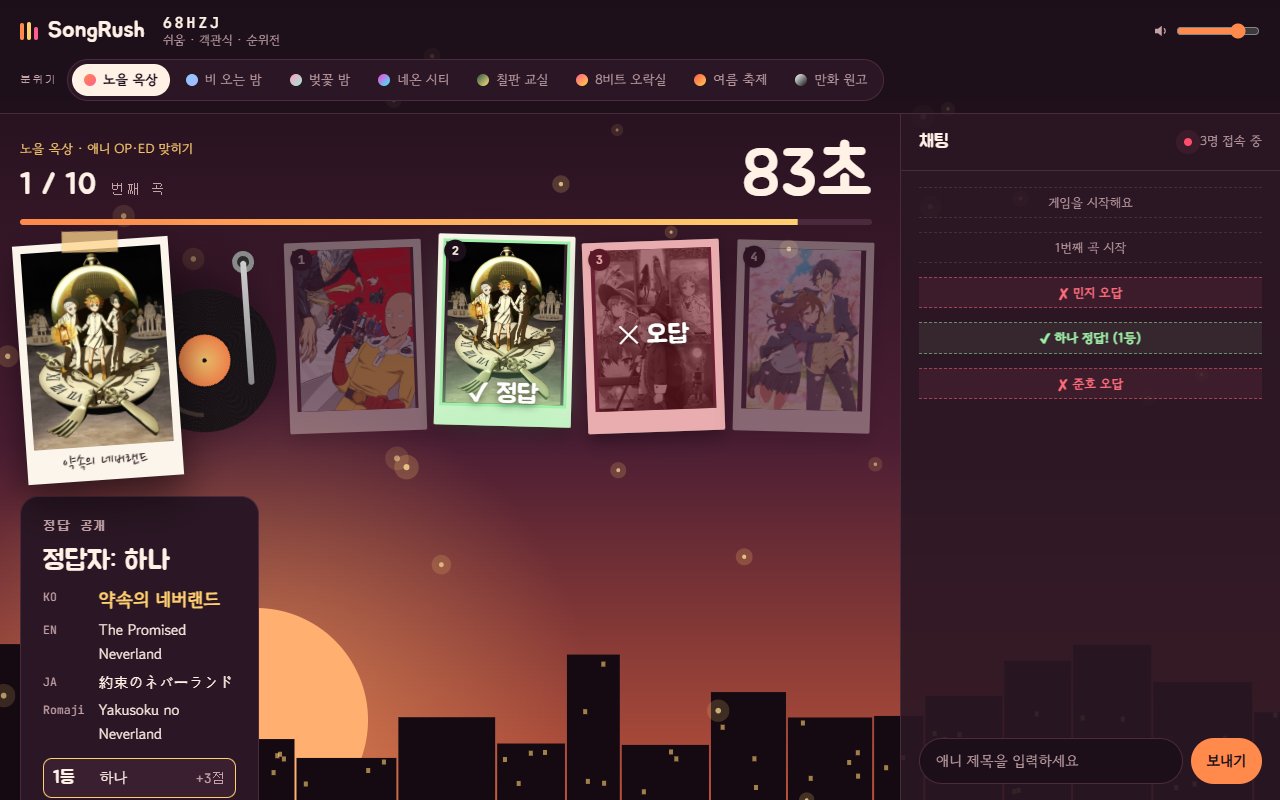 SongRush
68HZJ
쉬움 · 객관식 · 순위전
분위기
노을 옥상
비 오는 밤
벚꽃 밤
네온 시티
칠판 교실
8비트 오락실
여름 축제
만화 원고
노을 옥상 · 애니 OP·ED 맞히기
1 / 10 번째 곡
83초
약속의 네버랜드
1
2
✓ 정답
3
✕ 오답
4
정답 공개
정답자: 하나
KO 약속의 네버랜드
EN The Promised
Neverland
JA 約束のネバーランド
Romaji Yakusoku no
Neverland
1등 하나 +3점
채팅
3명 접속 중
게임을 시작해요
1번째 곡 시작
✘ 민지 오답
✔ 하나 정답! (1등)
✘ 준호 오답
애니 제목을 입력하세요
보내기